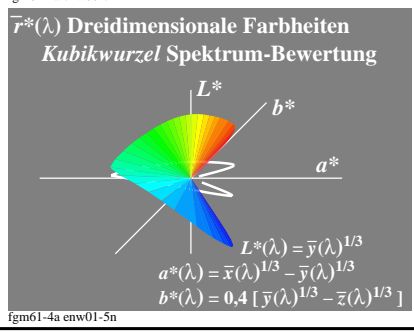 r̅*(λ) Dreidimensionale Farbheiten
Kubikwurzel Spektrum-Bewertung
L*
b*
a*
L*(λ) = y̅(λ)^1/3
a*(λ) = x̅(λ)^1/3 – y̅(λ)^1/3
b*(λ) = 0,4 [ y̅(λ)^1/3 – z̅(λ)^1/3 ]
fgm61-4a enw01-5n